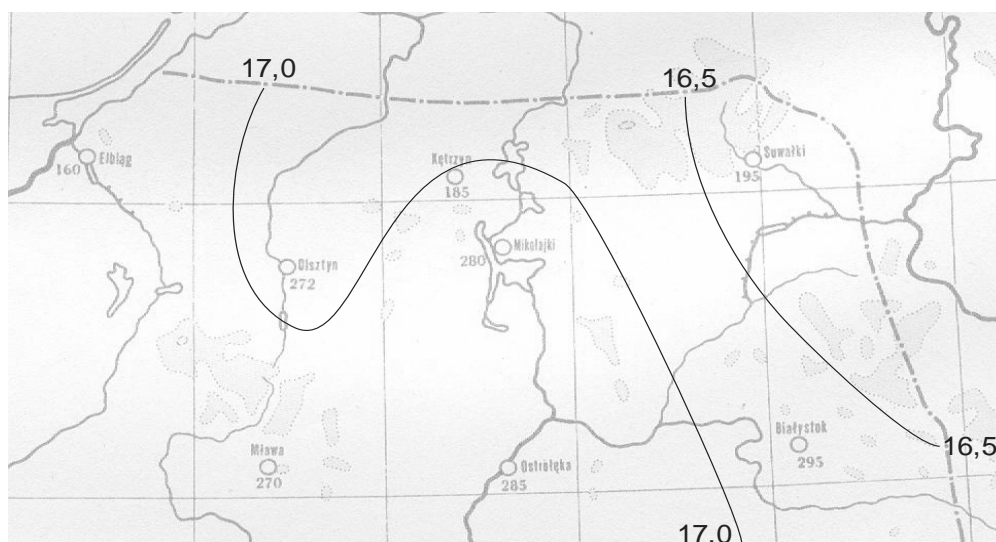 17,0
16,5
Elbląg
160
Kętrzyn
185
Suwałki
195
Mikołajki
280
Olsztyn
272
Mława
270
Ostrołęka
285
Białystok
295
16,5
17,0